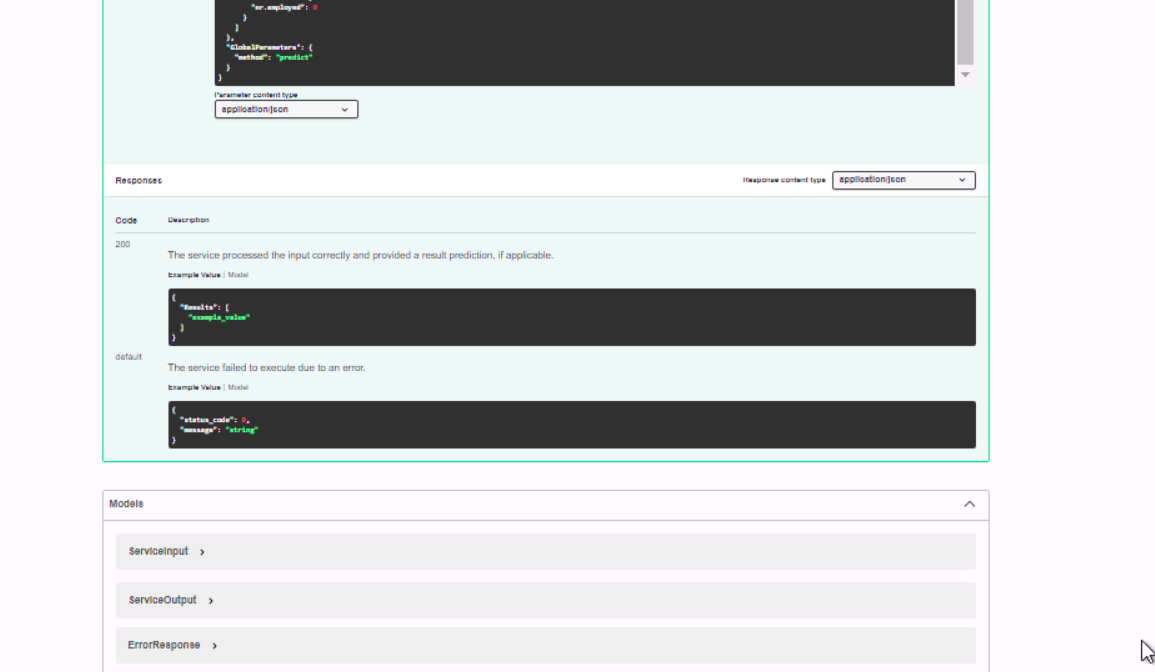 "nr.employed": 0
}
]
},
"GlobalParameters": {
"method": "predict"
}
}
Parameter content type
application/json
Responses
Response content type
application/json
Code
Description
200
The service processed the input correctly and provided a result prediction, if applicable.
Example Value | Model
{
"Results": [
"example_value"
]
}
default
The service failed to execute due to an error.
Example Value | Model
{
"status_code": 0,
"message": "string"
}
Models
ServiceInput
ServiceOutput
ErrorResponse